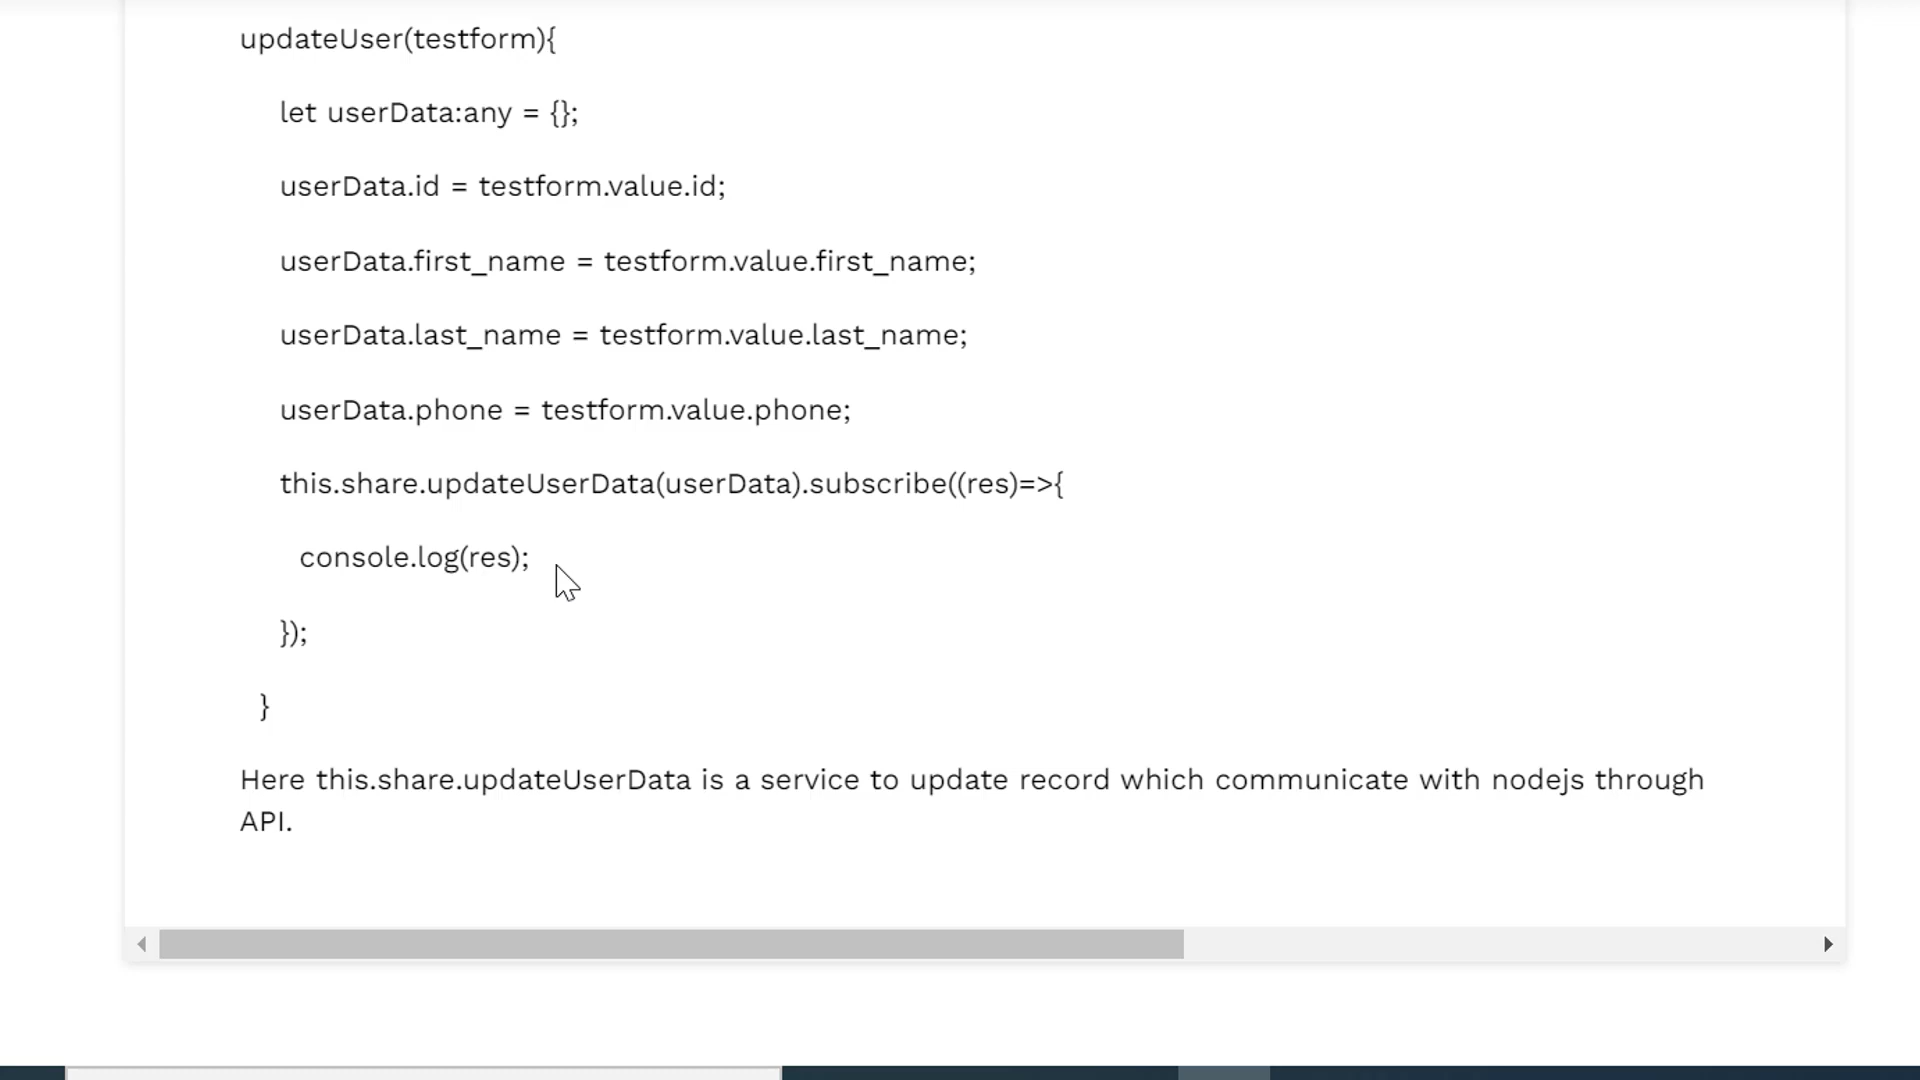 updateUser(testform){
let userData:any = {};
userData.id = testform.value.id;
userData.first_name = testform.value.first_name;
userData.last_name = testform.value.last_name;
userData.phone = testform.value.phone;
this.share.updateUserData(userData).subscribe((res)=>{
console.log(res);
});
}
Here this.share.updateUserData is a service to update record which communicate with nodejs through
API.